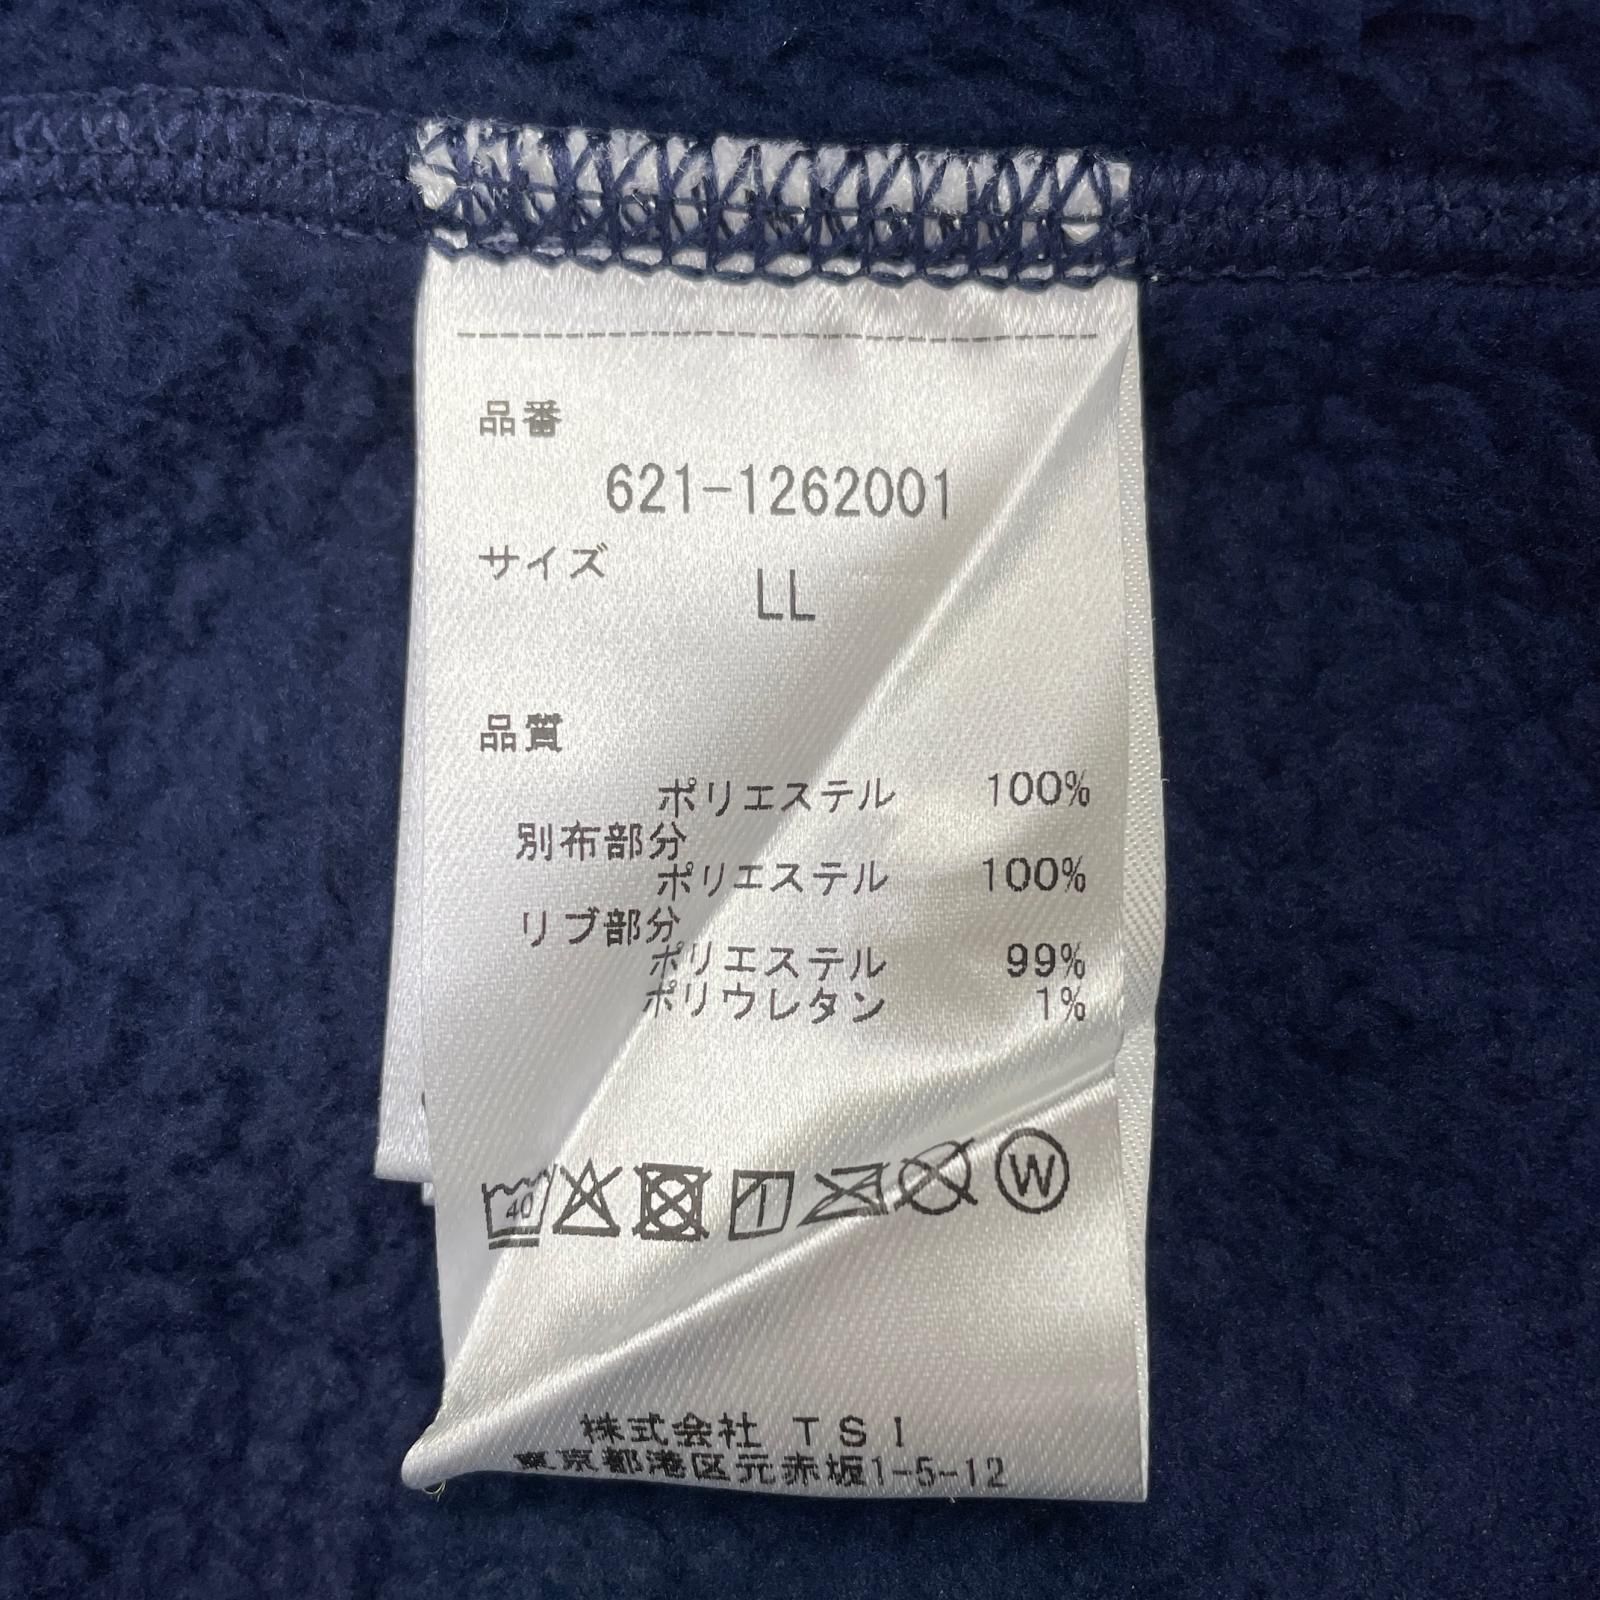 品番
621-1262001
サイズ
LL
品質
ポリエステル 100%
別布部分
ポリエステル 100%
リブ部分
ポリエステル 99%
ポリウレタン 1%
40 W
株式会社 TSI
東京都港区元赤坂1-5-12